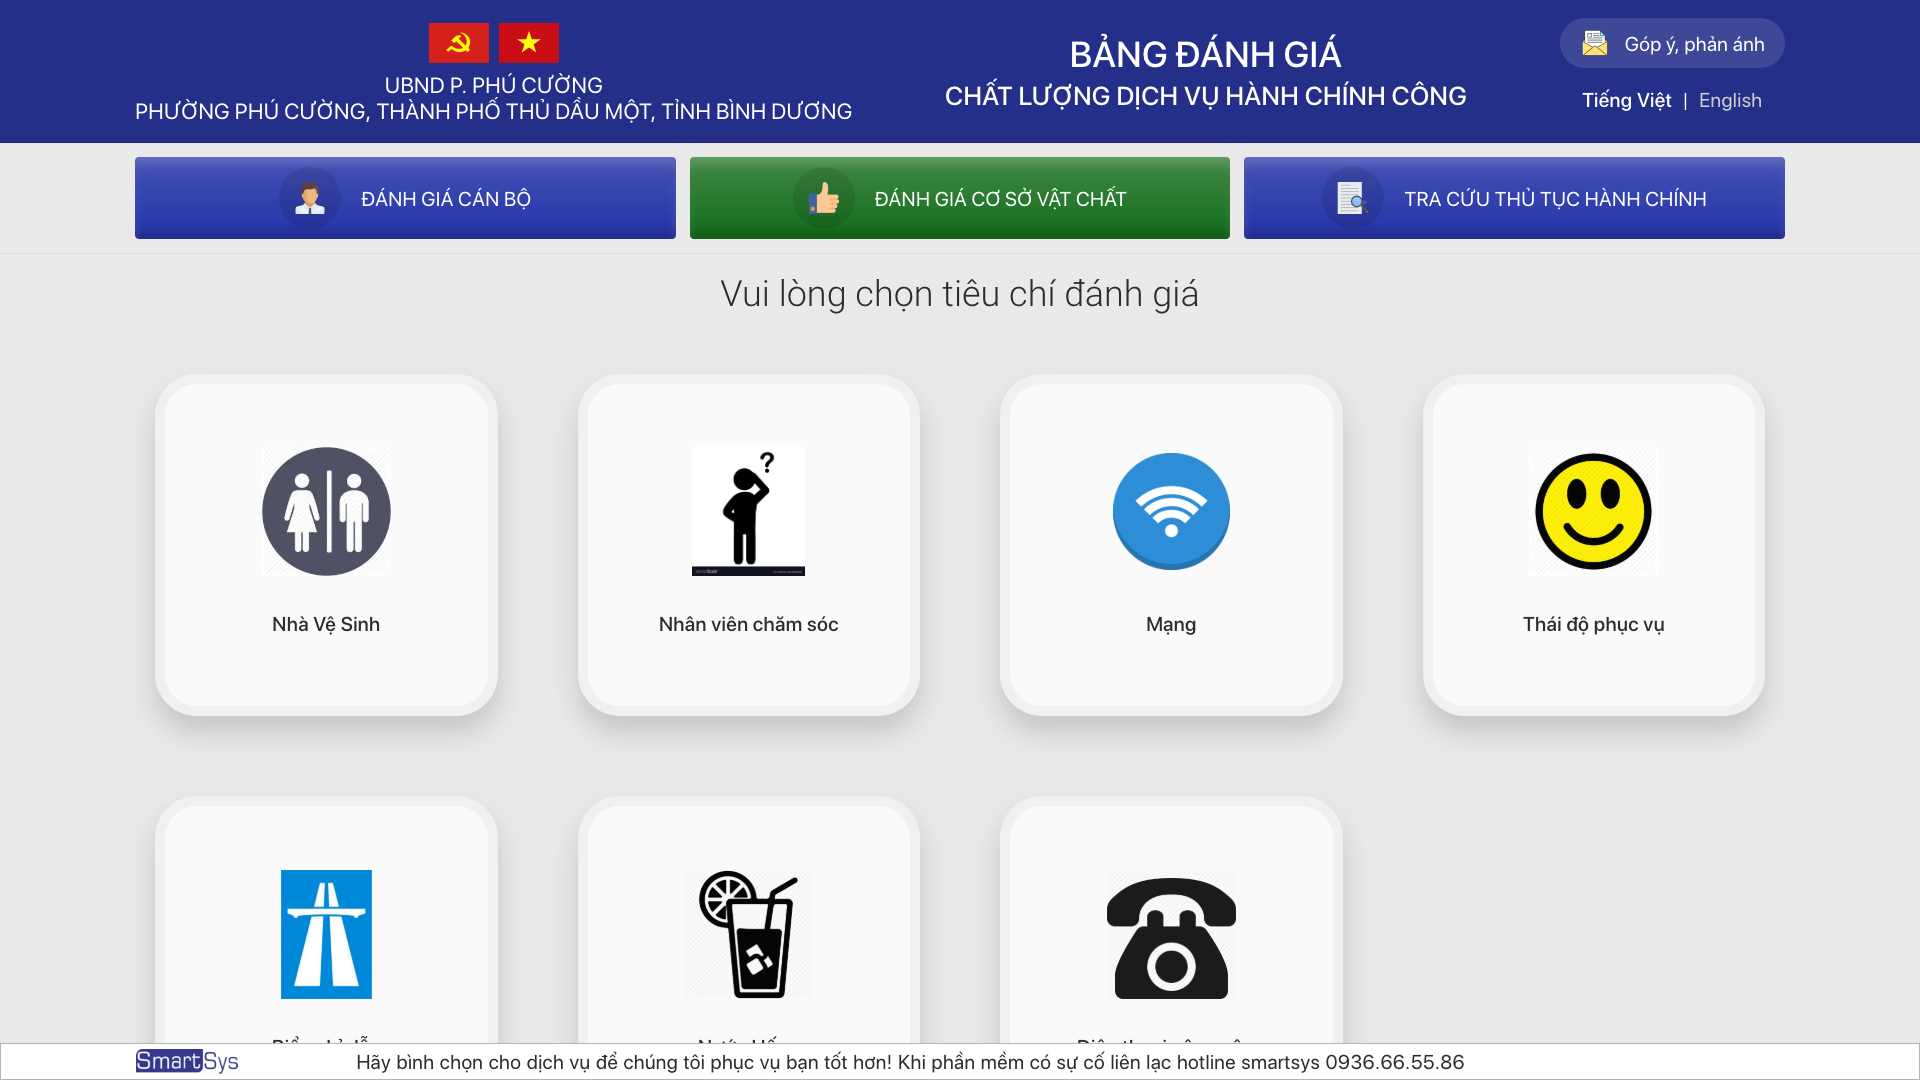 UBND P. PHÚ CƯỜNG
PHƯỜNG PHÚ CƯỜNG, THÀNH PHỐ THỦ DẦU MỘT, TỈNH BÌNH DƯƠNG
BẢNG ĐÁNH GIÁ
CHẤT LƯỢNG DỊCH VỤ HÀNH CHÍNH CÔNG
Góp ý, phản ánh
Tiếng Việt | English
ĐÁNH GIÁ CÁN BỘ
ĐÁNH GIÁ CƠ SỞ VẬT CHẤT
TRA CỨU THỦ TỤC HÀNH CHÍNH
Vui lòng chọn tiêu chí đánh giá
?
Nhà Vệ Sinh
Nhân viên chăm sóc
Mạng
Thái độ phục vụ
SmartSys
Hãy bình chọn cho dịch vụ để chúng tôi phục vụ bạn tốt hơn! Khi phần mềm có sự cố liên lạc hotline smartsys 0936.66.55.86